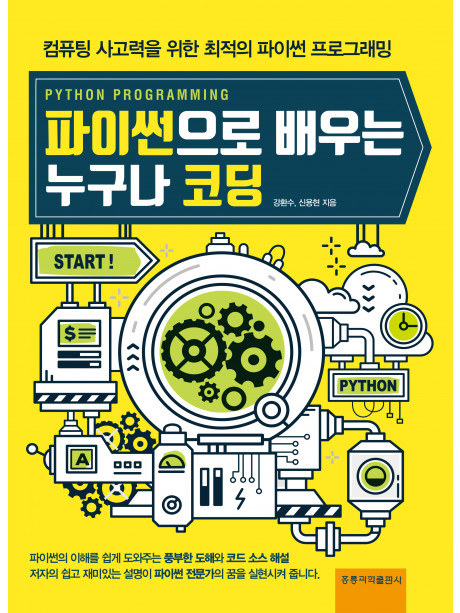 컴퓨팅 사고력을 위한 최적의 파이썬 프로그래밍
PYTHON PROGRAMMING
파이썬으로 배우는
누구나 코딩
강환수, 신용현 지음
START!
$
PYTHON
A
파이썬의 이해를 쉽게 도와주는 풍부한 도해와 코드 소스 해설
저자의 쉽고 재미있는 설명이 파이썬 전문가의 꿈을 실현시켜 줍니다.
홍릉과학출판사